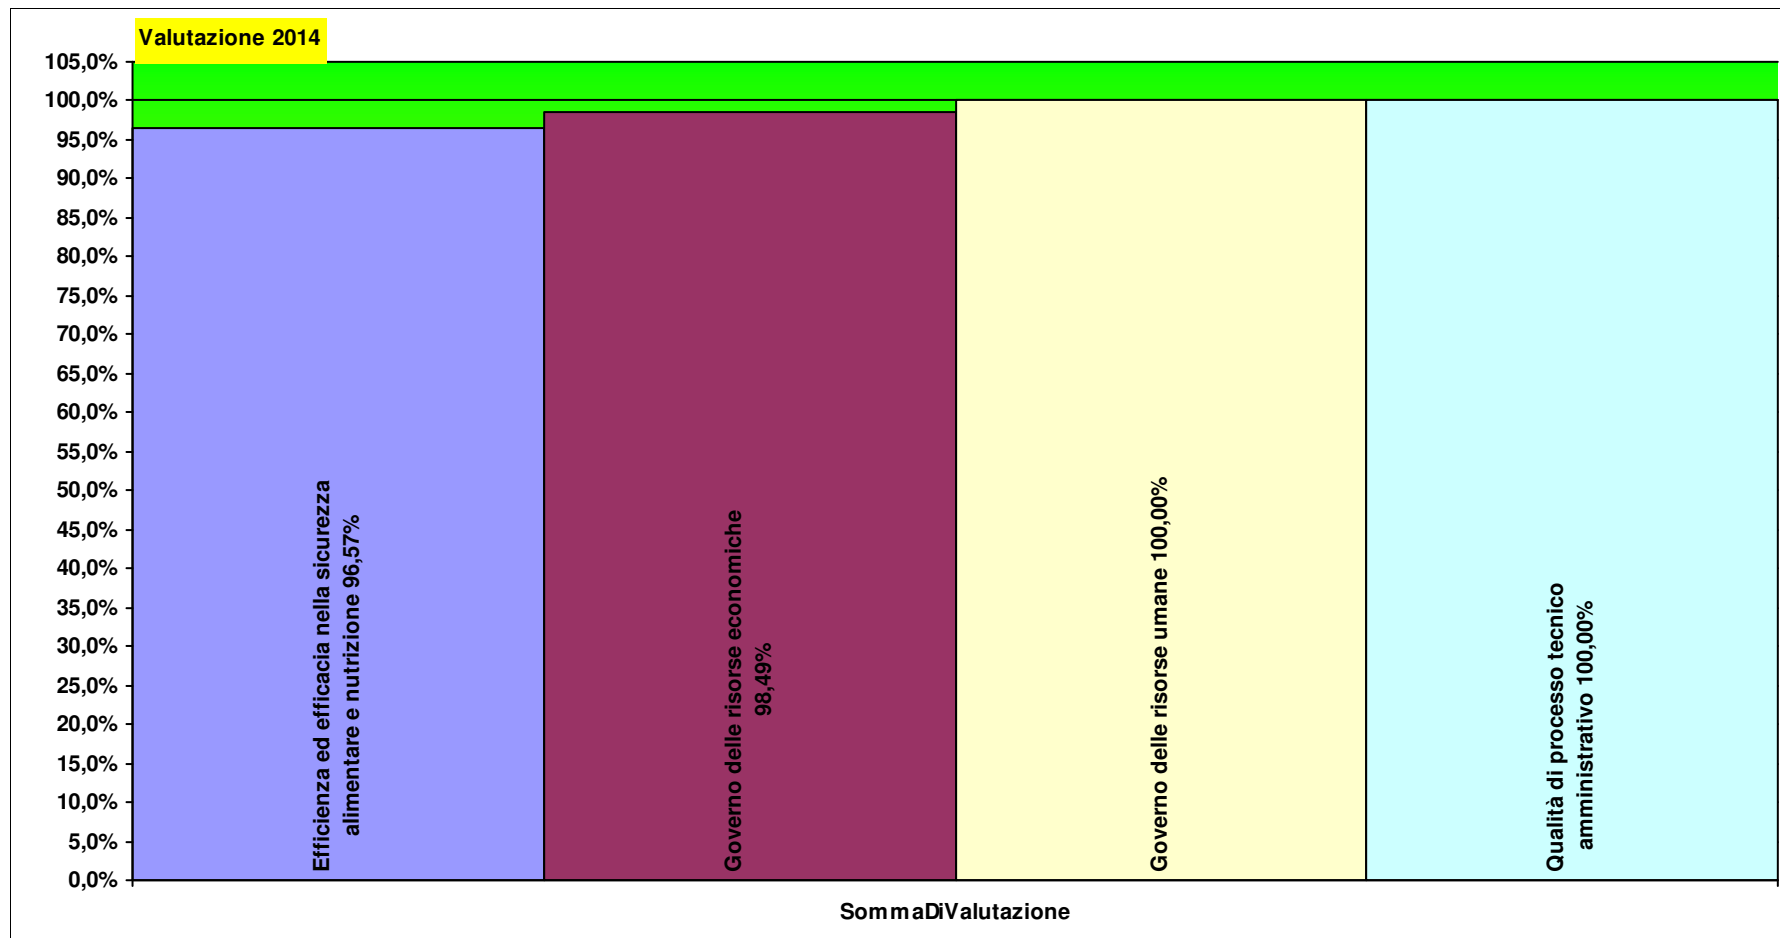 Valutazione 2014
105,0%
100,0%
95,0%
90,0%
85,0%
80,0%
75,0%
70,0%
65,0%
60,0%
55,0%
50,0%
45,0%
40,0%
35,0%
30,0%
25,0%
20,0%
15,0%
10,0%
5,0%
0,0%
Efficienza ed efficacia nella sicurezza
alimentare e nutrizione 96,57%
Governo delle risorse economiche
98,49%
Governo delle risorse umane 100,00%
Qualità di processo tecnico
amministrativo 100,00%
SommaDiValutazione